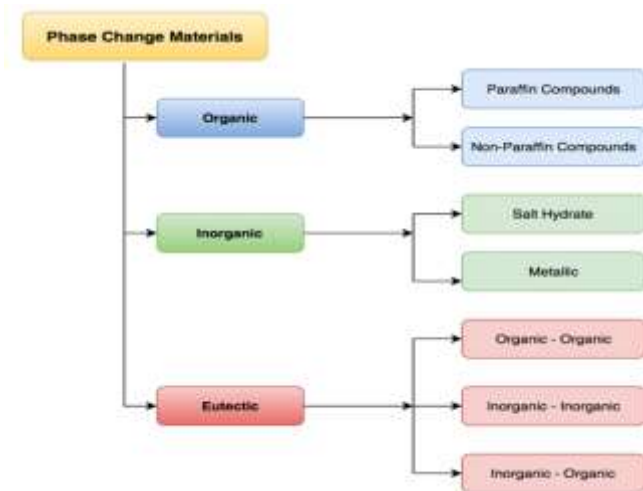 Phase Change Materials
Organic
Paraffin Compounds
Non-Paraffin Compounds
Inorganic
Salt Hydrate
Metallic
Eutectic
Organic - Organic
Inorganic - Inorganic
Inorganic - Organic